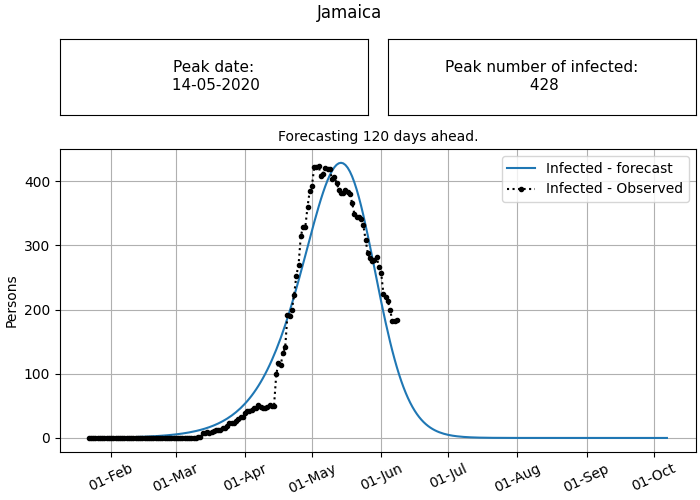 Jamaica
Peak date:
14-05-2020
Peak number of infected:
428
Forecasting 120 days ahead.
Infected - forecast
Infected - Observed
Persons
400
300
200
100
0
01-Feb
01-Mar
01-Apr
01-May
01-Jun
01-Jul
01-Aug
01-Sep
01-Oct